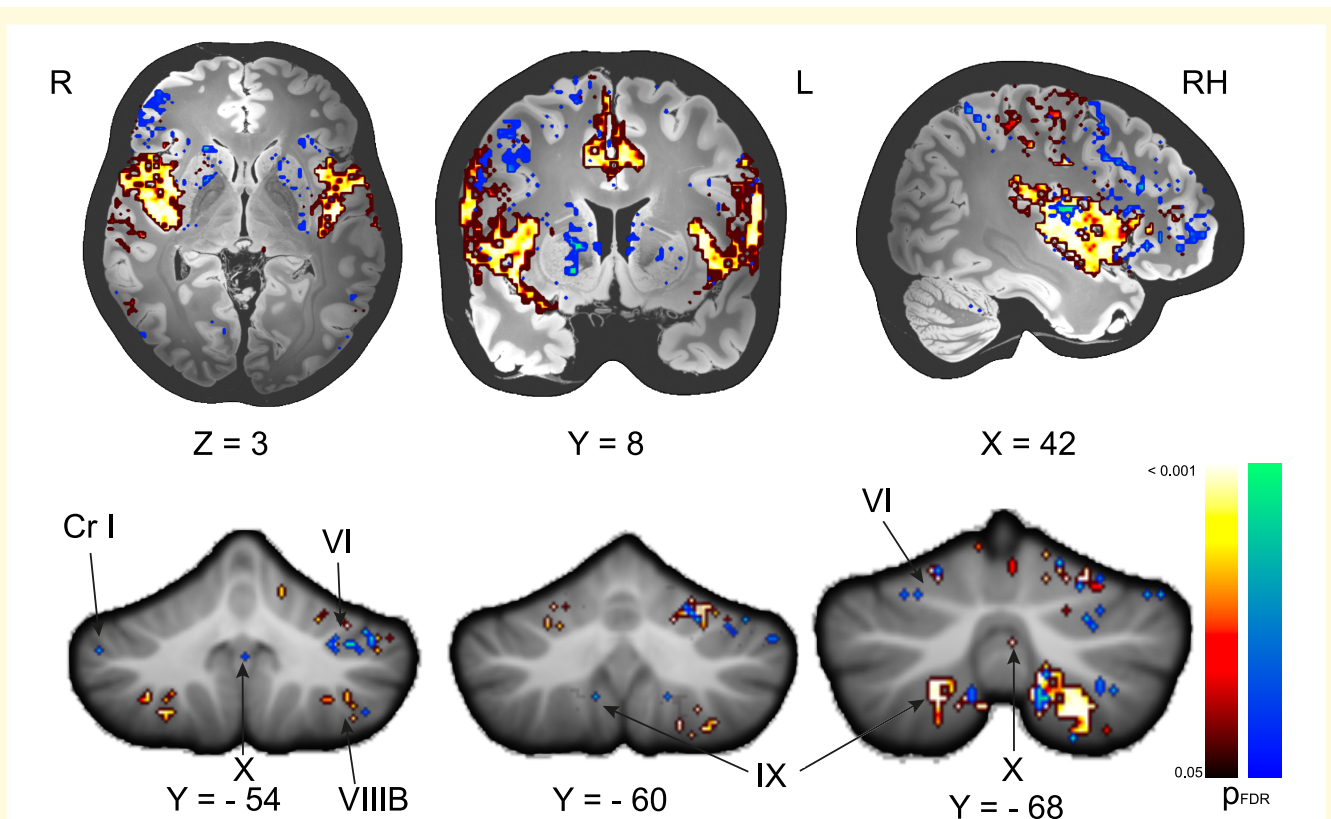 R
L
RH
Z = 3
Y = 8
X = 42
< 0.001
Cr I
VI
VI
X
VIIIB
IX
X
0.05
Y = - 54
Y = - 60
Y = - 68
pFDR